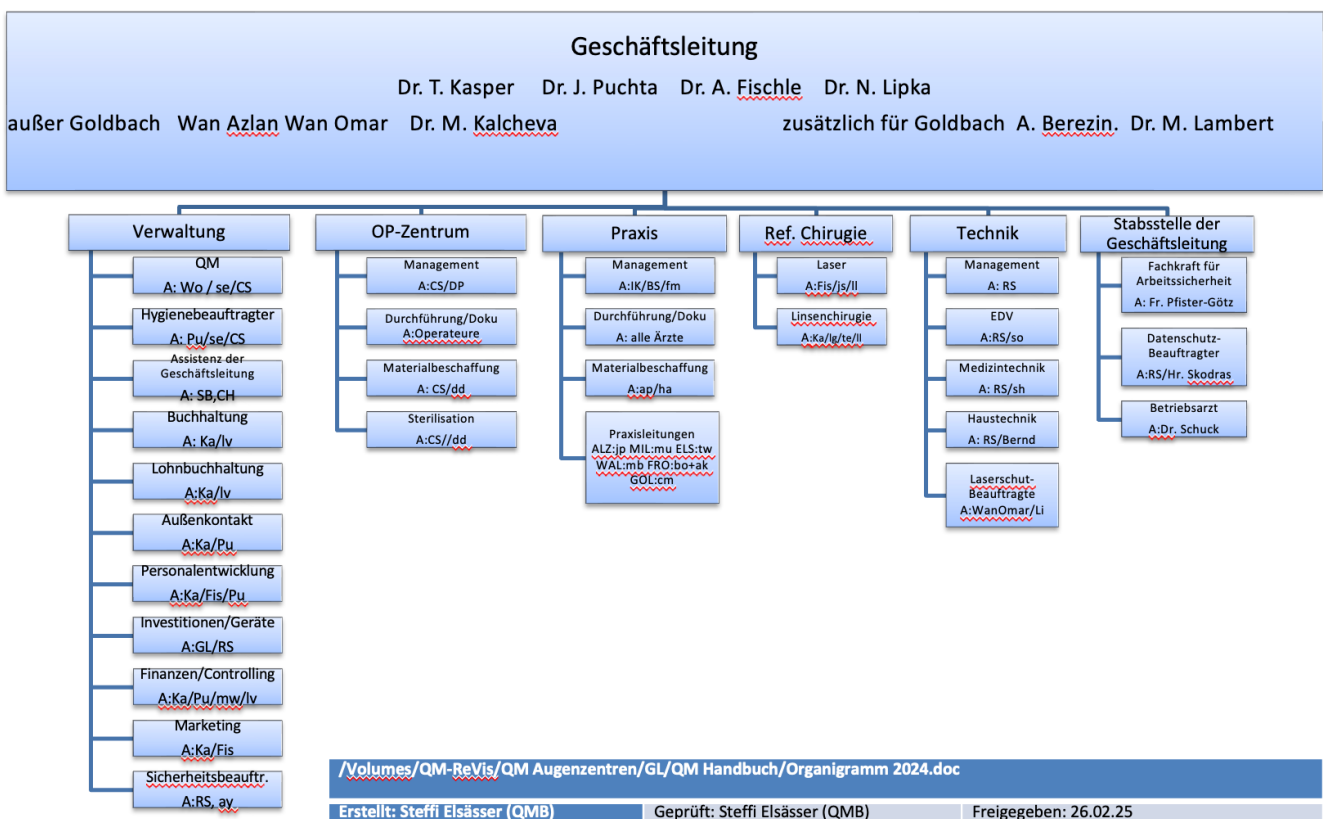 Geschäftsleitung
Dr. T. Kasper Dr. J. Puchta Dr. A. Fischle Dr. N. Lipka
außer Goldbach Wan Azlan Wan Omar Dr. M. Kalcheva zusätzlich für Goldbach A. Berezin. Dr. M. Lambert
Verwaltung
QM
A: Wo / se/CS
Hygienebeauftragter
A: Pu/se/CS
Assistenz der
Geschäftsleitung
A: SB,CH
Buchhaltung
A: Ka/lv
Lohnbuchhaltung
A:Ka/lv
Außenkontakt
A:Ka/Pu
Personalentwicklung
A:Ka/Fis/Pu
Investitionen/Geräte
A:GL/RS
Finanzen/Controlling
A:Ka/Pu/mw/lv
Marketing
A:Ka/Fis
Sicherheitsbeauftr.
A:RS, ay
OP-Zentrum
Management
A:CS/DP
Durchführung/Doku
A:Operateure
Materialbeschaffung
A: CS/dd
Sterilisation
A:CS//dd
Praxis
Management
A:IK/BS/fm
Durchführung/Doku
A: alle Ärzte
Materialbeschaffung
A:ap/ha
Praxisleitungen
ALZ:jp MIL:mu ELS:tw
WAL:mb FRO:bo+ak
GOL:cm
Ref. Chirugie
Laser
A:Fis/js/ll
Linsenchirugie
A:Ka/lg/te/ll
Technik
Management
A: RS
EDV
A:RS/so
Medizintechnik
A: RS/sh
Haustechnik
A: RS/Bernd
Laserschut-
Beauftragte
A:WanOmar/Li
Stabsstelle der
Geschäftsleitung
Fachkraft für
Arbeitssicherheit
A: Fr. Pfister-Götz
Datenschutz-
Beauftragter
A:RS/Hr. Skodras
Betriebsarzt
A:Dr. Schuck
/Volumes/QM-ReVis/QM Augenzentren/GL/QM Handbuch/Organigramm 2024.doc
Erstellt: Steffi Elsässer (QMB) Geprüft: Steffi Elsässer (QMB) Freigegeben: 26.02.25